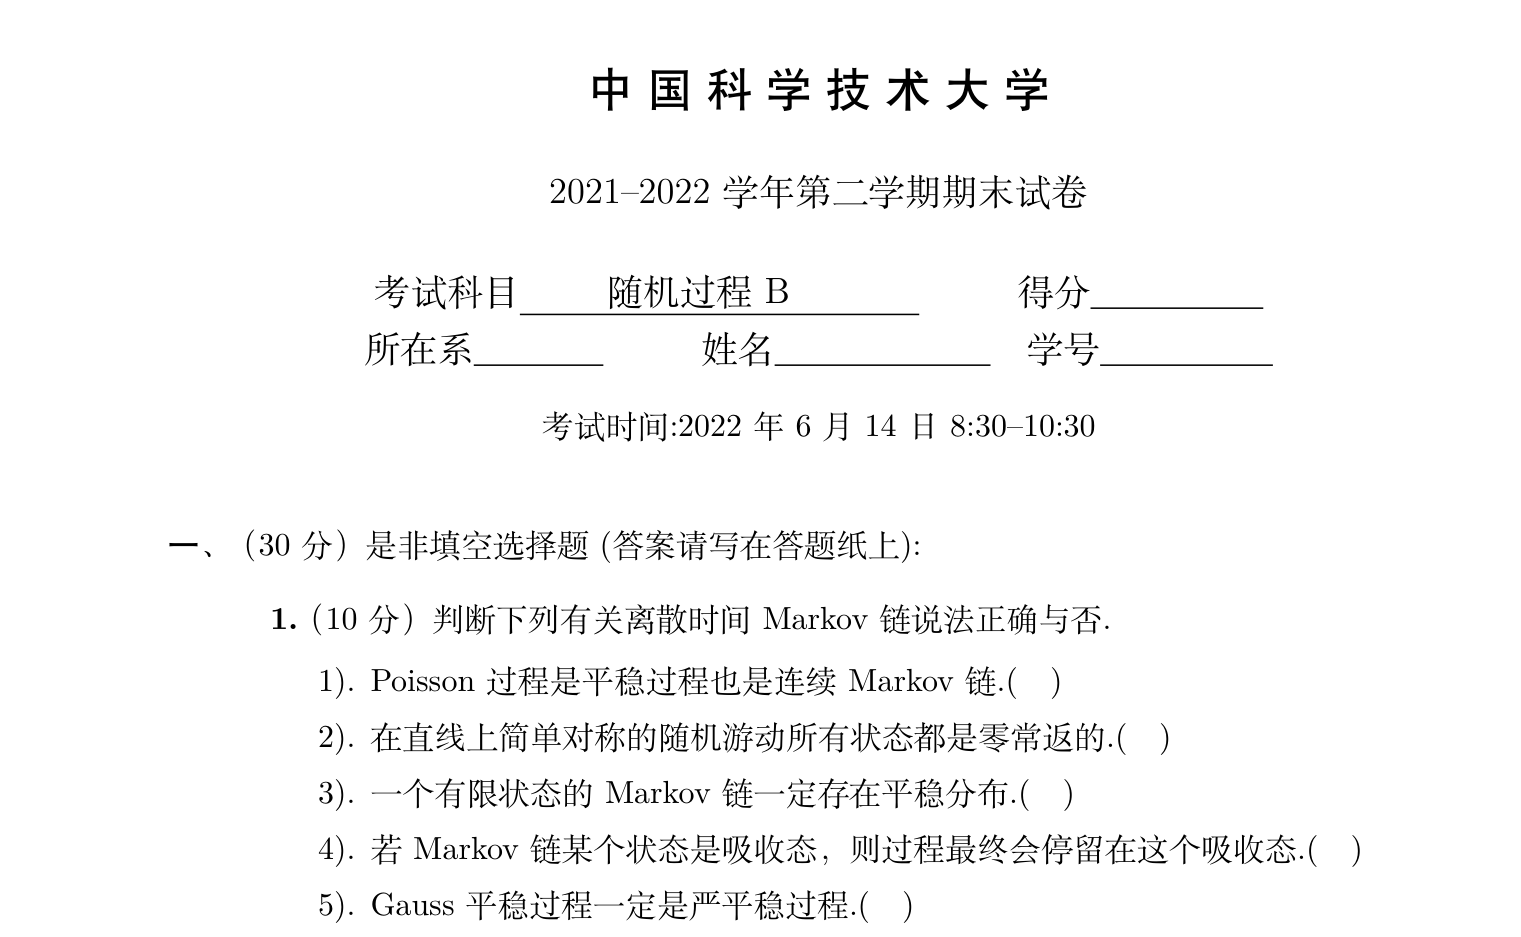 中国科学技术大学
2021–2022 学年第二学期期末试卷
考试科目 随机过程 B 得分
所在系 姓名 学号
考试时间:2022 年 6 月 14 日 8:30–10:30
一、（30 分）是非填空选择题 (答案请写在答题纸上):
1.（10 分）判断下列有关离散时间 Markov 链说法正确与否.
1). Poisson 过程是平稳过程也是连续 Markov 链.( )
2). 在直线上简单对称的随机游动所有状态都是零常返的.( )
3). 一个有限状态的 Markov 链一定存在平稳分布.( )
4). 若 Markov 链某个状态是吸收态，则过程最终会停留在这个吸收态.( )
5). Gauss 平稳过程一定是严平稳过程.( )